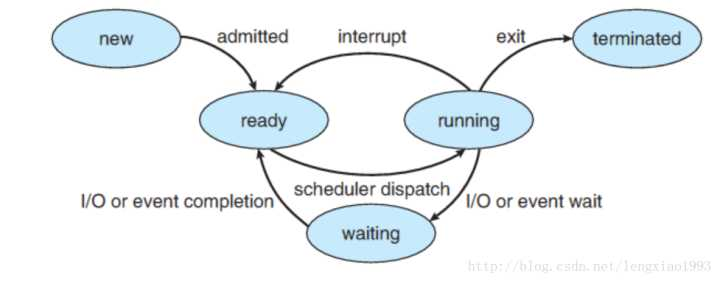 new
admitted
interrupt
exit
terminated
ready
running
scheduler dispatch
I/O or event completion
I/O or event wait
waiting
http://blog.csdn.net/lengxiao1993